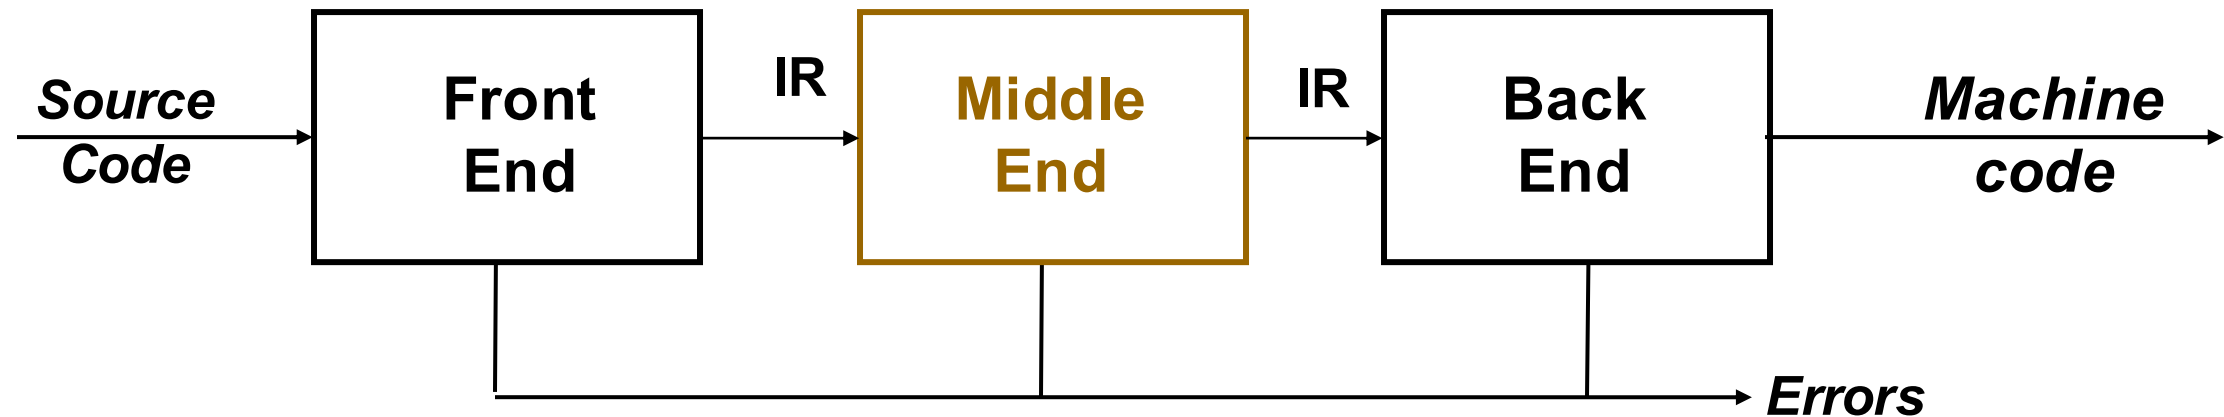 Source
Code
Front
End
IR
Middle
End
IR
Back
End
Machine
code
Errors